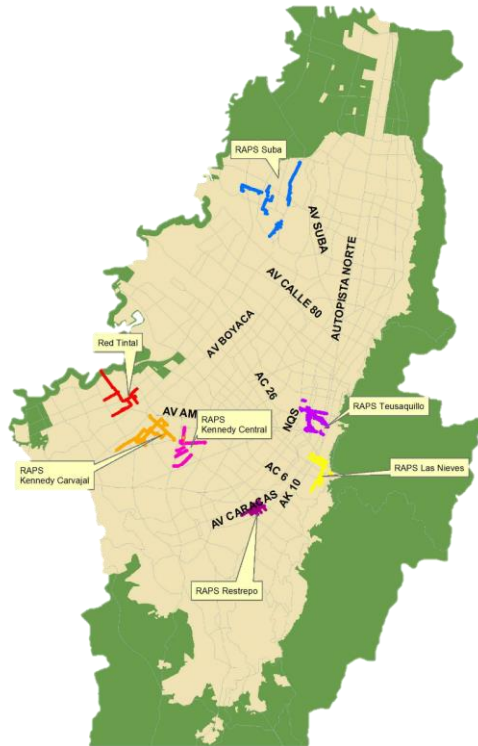 RAPS Suba
AV SUBA
AUTOPISTA NORTE
AV CALLE 80
AV BOYACA
Red Tintal
AC 26
AV AM
NQS
RAPS Teusaquillo
RAPS
Kennedy Central
RAPS
Kennedy Carvajal
AC 6
RAPS Las Nieves
AK 10
AV CARACAS
RAPS Restrepo